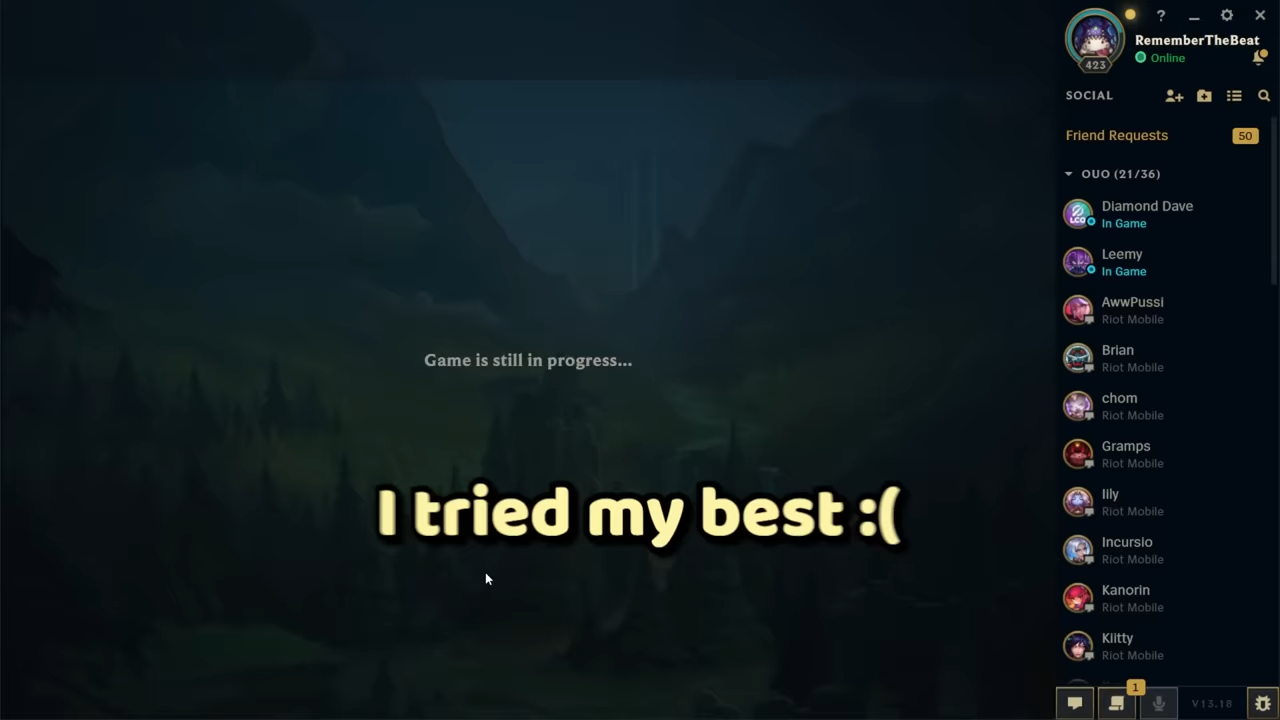 ?
RememberTheBeat
423
Online
SOCIAL
Friend Requests
50
OUO (21/36)
Diamond Dave
LCO
In Game
Leemy
In Game
AwwPussi
Riot Mobile
Game is still in progress...
Brian
Riot Mobile
chom
Riot Mobile
Gramps
Riot Mobile
lily
Riot Mobile
I tried my best :(
Incursio
Riot Mobile
Kanorin
Riot Mobile
Klitty
Riot Mobile
1
V13.18